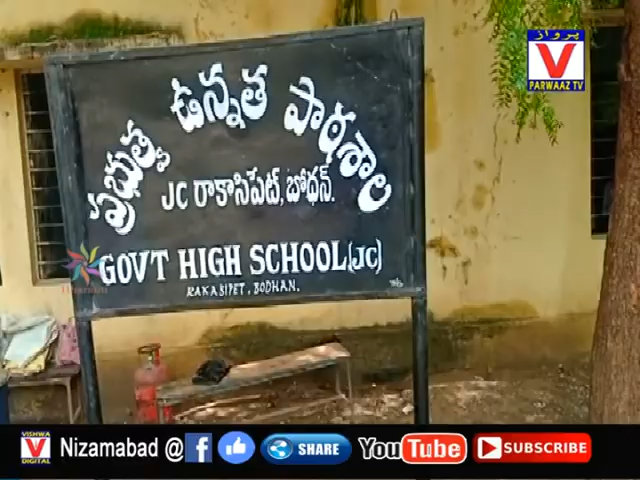 پرواز
V
PARWAAZ TV
ప్రభుత్వ ఉన్నత పాఠశాల
JC రాకాసిపేట్, బోధన్.
GOVT HIGH SCHOOL(JC)
RAKASIPET, BODHAN.
VISHWA
V
DIGITAL
Nizamabad @ f SHARE YouTube SUBSCRIBE